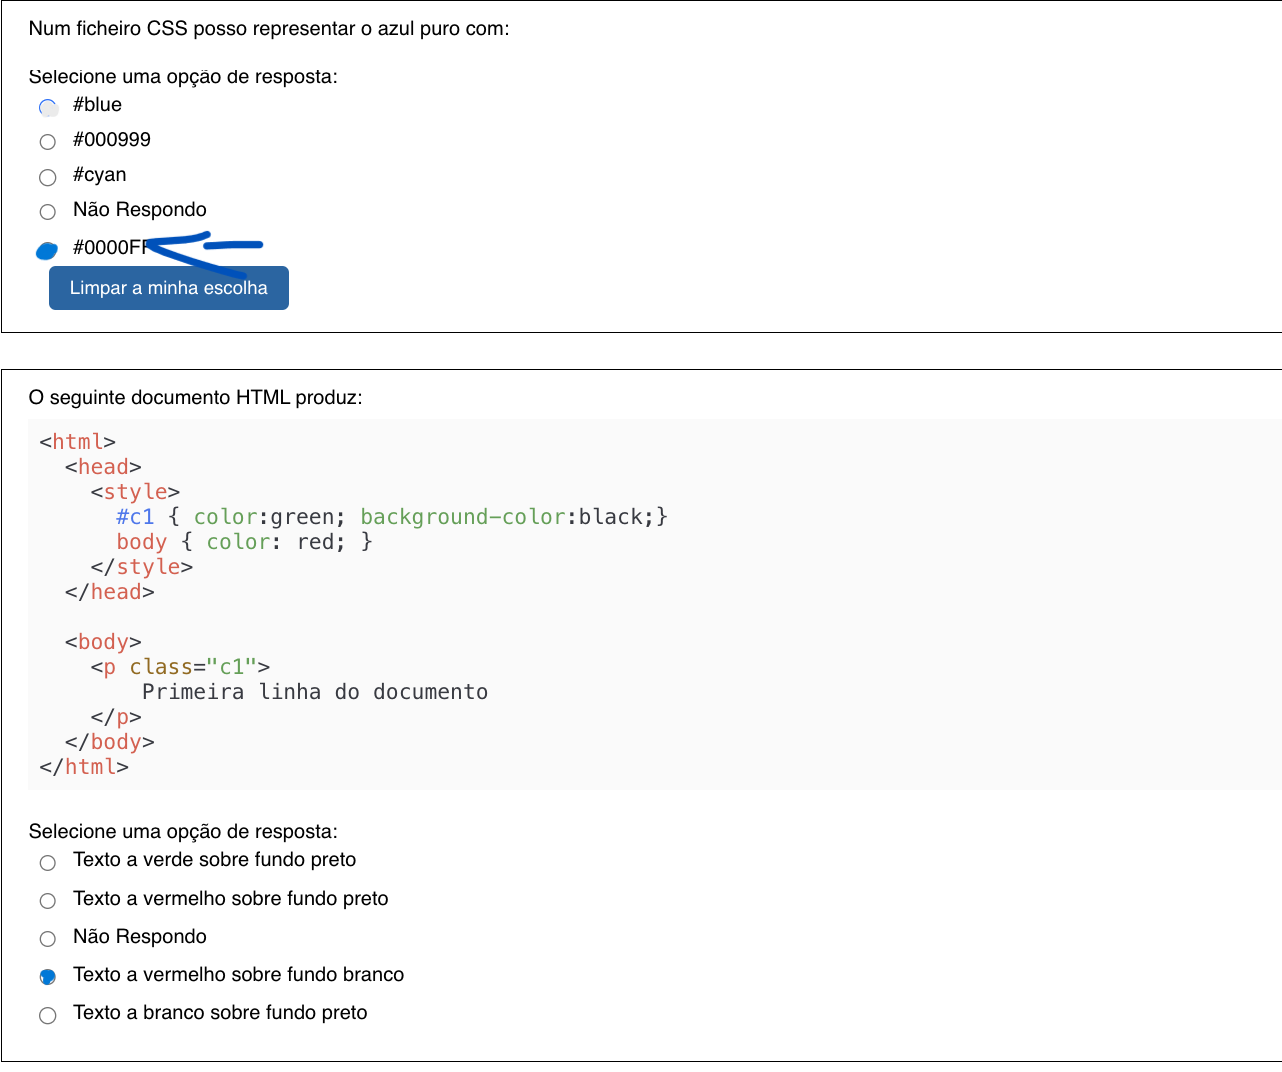 Num ficheiro CSS posso representar o azul puro com:
Selecione uma opção de resposta:
#blue
#000999
#cyan
Não Respondo
#0000FF
Limpar a minha escolha
O seguinte documento HTML produz:
<html>
  <head>
    <style>
      #c1 { color:green; background-color:black;}
      body { color: red; }
    </style>
  </head>

  <body>
    <p class="c1">
        Primeira linha do documento
    </p>
  </body>
</html>
Selecione uma opção de resposta:
Texto a verde sobre fundo preto
Texto a vermelho sobre fundo preto
Não Respondo
Texto a vermelho sobre fundo branco
Texto a branco sobre fundo preto